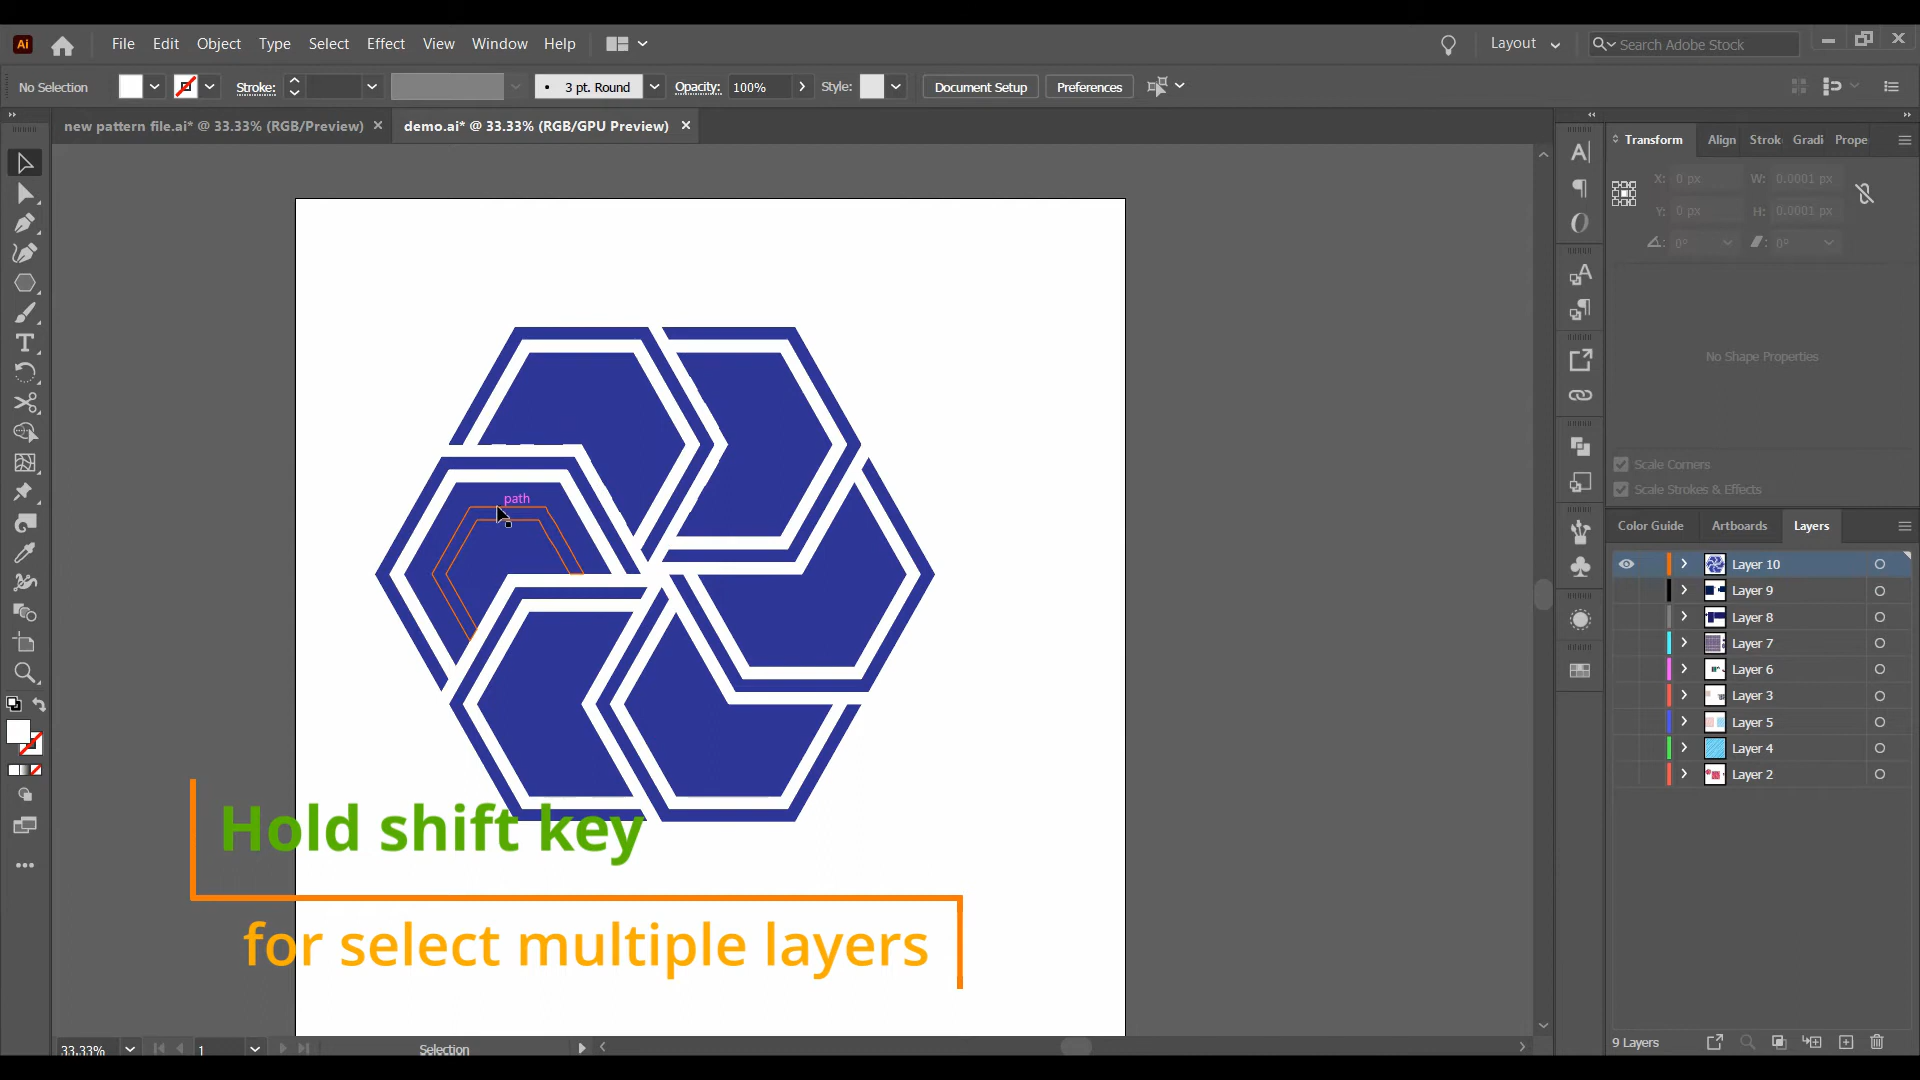 Ai File Edit Object Type Select Effect View Window Help Layout Search Adobe Stock
No Selection Stroke: 3 pt. Round Opacity: 100% Style: Document Setup Preferences
new pattern file.ai* @ 33.33% (RGB/Preview) demo.ai* @ 33.33% (RGB/GPU Preview)
Transform Align Strok Gradi Prope
X: 0 px W: 0.0001 px
Y: 0 px H: 0.0001 px
0° 0°
No Shape Properties
Scale Corners
Scale Strokes & Effects
path
Color Guide Artboards Layers
Layer 10
Layer 9
Layer 8
Layer 7
Layer 6
Layer 3
Layer 5
Layer 4
Layer 2
Hold shift key
for select multiple layers
33.33% 1 Selection
9 Layers